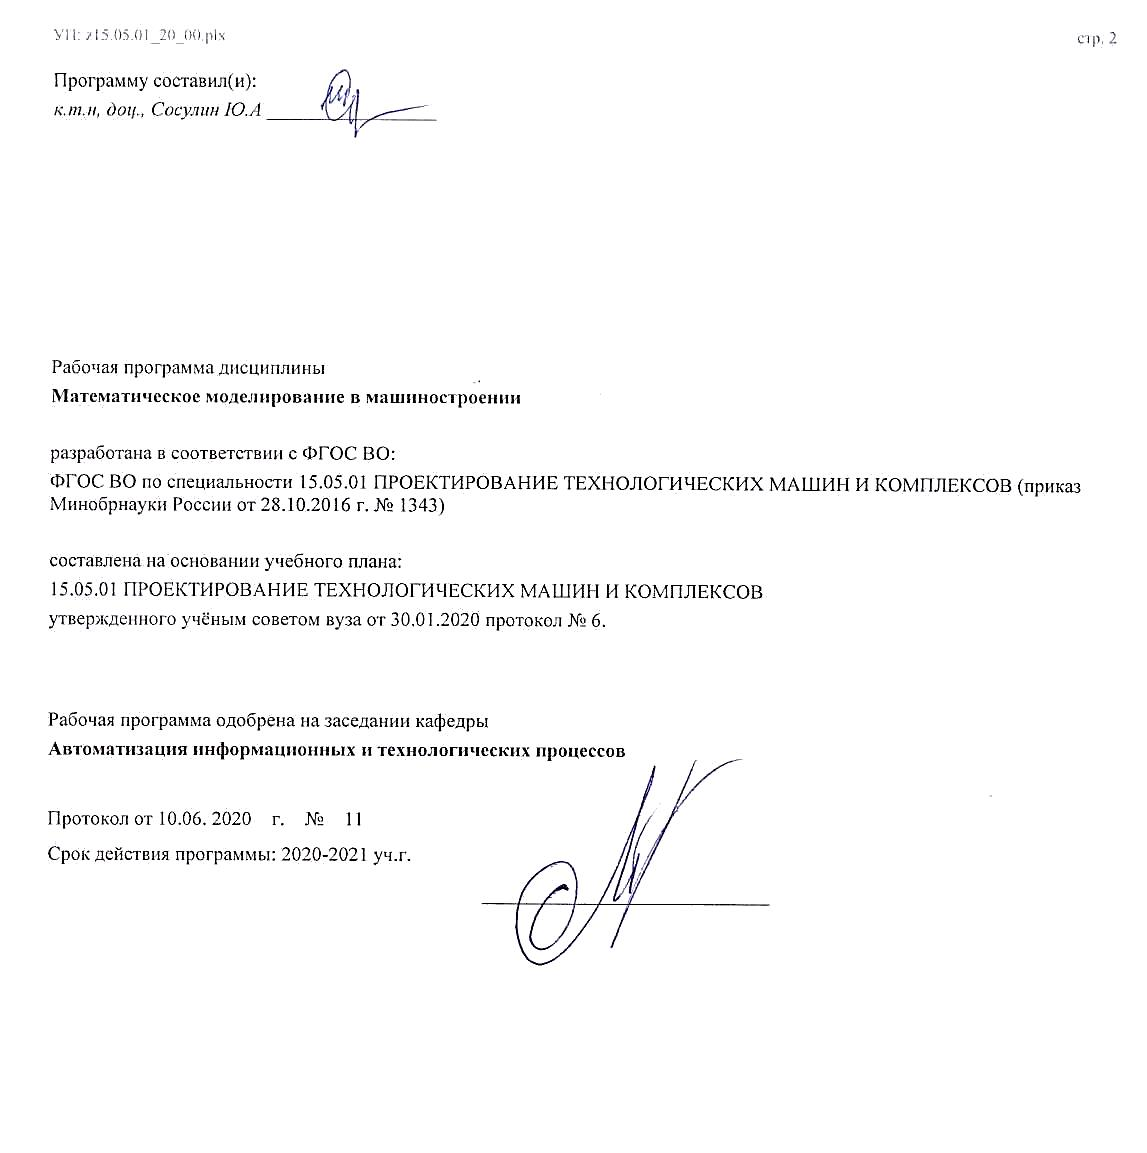 УП: z15.05.01_20_00.plx
стр. 2
Программу составил(и):
к.т.н, доц., Сосулин Ю.А
Рабочая программа дисциплины
Математическое моделирование в машиностроении
разработана в соответствии с ФГОС ВО:
ФГОС ВО по специальности 15.05.01 ПРОЕКТИРОВАНИЕ ТЕХНОЛОГИЧЕСКИХ МАШИН И КОМПЛЕКСОВ (приказ
Минобрнауки России от 28.10.2016 г. № 1343)
составлена на основании учебного плана:
15.05.01 ПРОЕКТИРОВАНИЕ ТЕХНОЛОГИЧЕСКИХ МАШИН И КОМПЛЕКСОВ
утвержденного учёным советом вуза от 30.01.2020 протокол № 6.
Рабочая программа одобрена на заседании кафедры
Автоматизация информационных и технологических процессов
Протокол от 10.06. 2020 г. № 11
Срок действия программы: 2020-2021 уч.г.